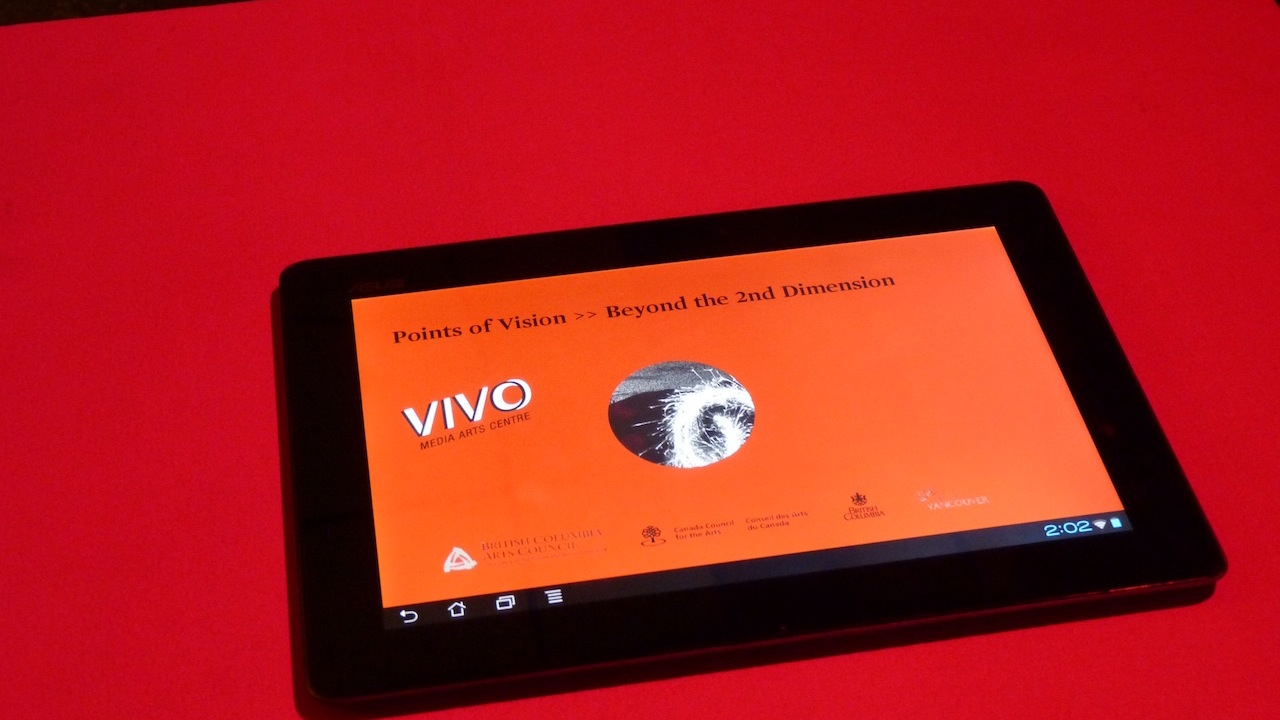 ASUS
Points of Vision >> Beyond the 2nd Dimension
VIVO
MEDIA ARTS CENTRE
BRITISH COLUMBIA
ARTS COUNCIL
Canada Council
for the Arts
Conseil des Arts
du Canada
BRITISH
COLUMBIA
VANCOUVER
2:02